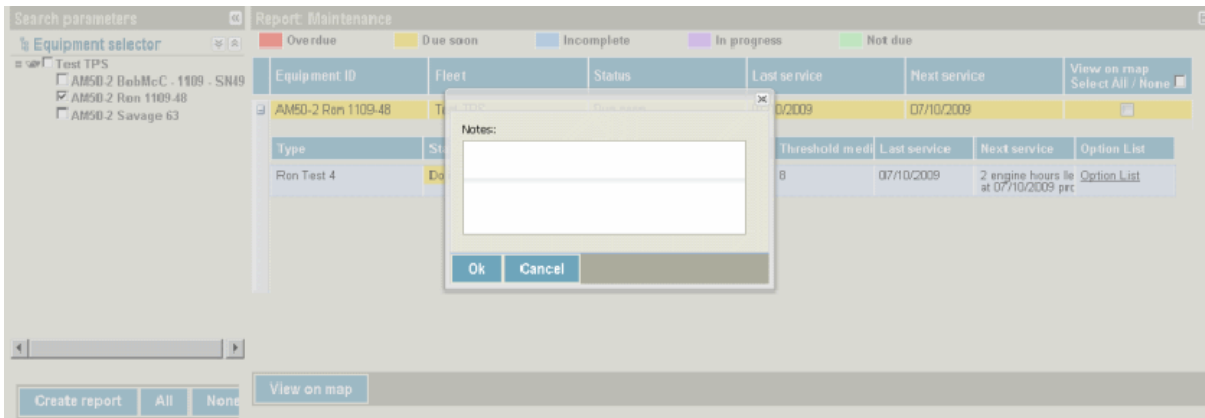 Search parameters
Equipment selector
Test TPS
AM50-2 BobMcC - 1109 - SN49
AM50-2 Ron 1109-48
AM50-2 Savage 63
Create report All None
Report: Maintenance
Overdue Due soon Incomplete In progress Not due
Equipment ID Fleet Status Last service Next service View on map
Select All / None
AM50-2 Ron 1109-48 0/2009 07/10/2009
Type Threshold medi Last service Next service Option List
Ron Test 4 8 07/10/2009 2 engine hours Option List
at 07/10/2009
Notes:
Ok Cancel
View on map